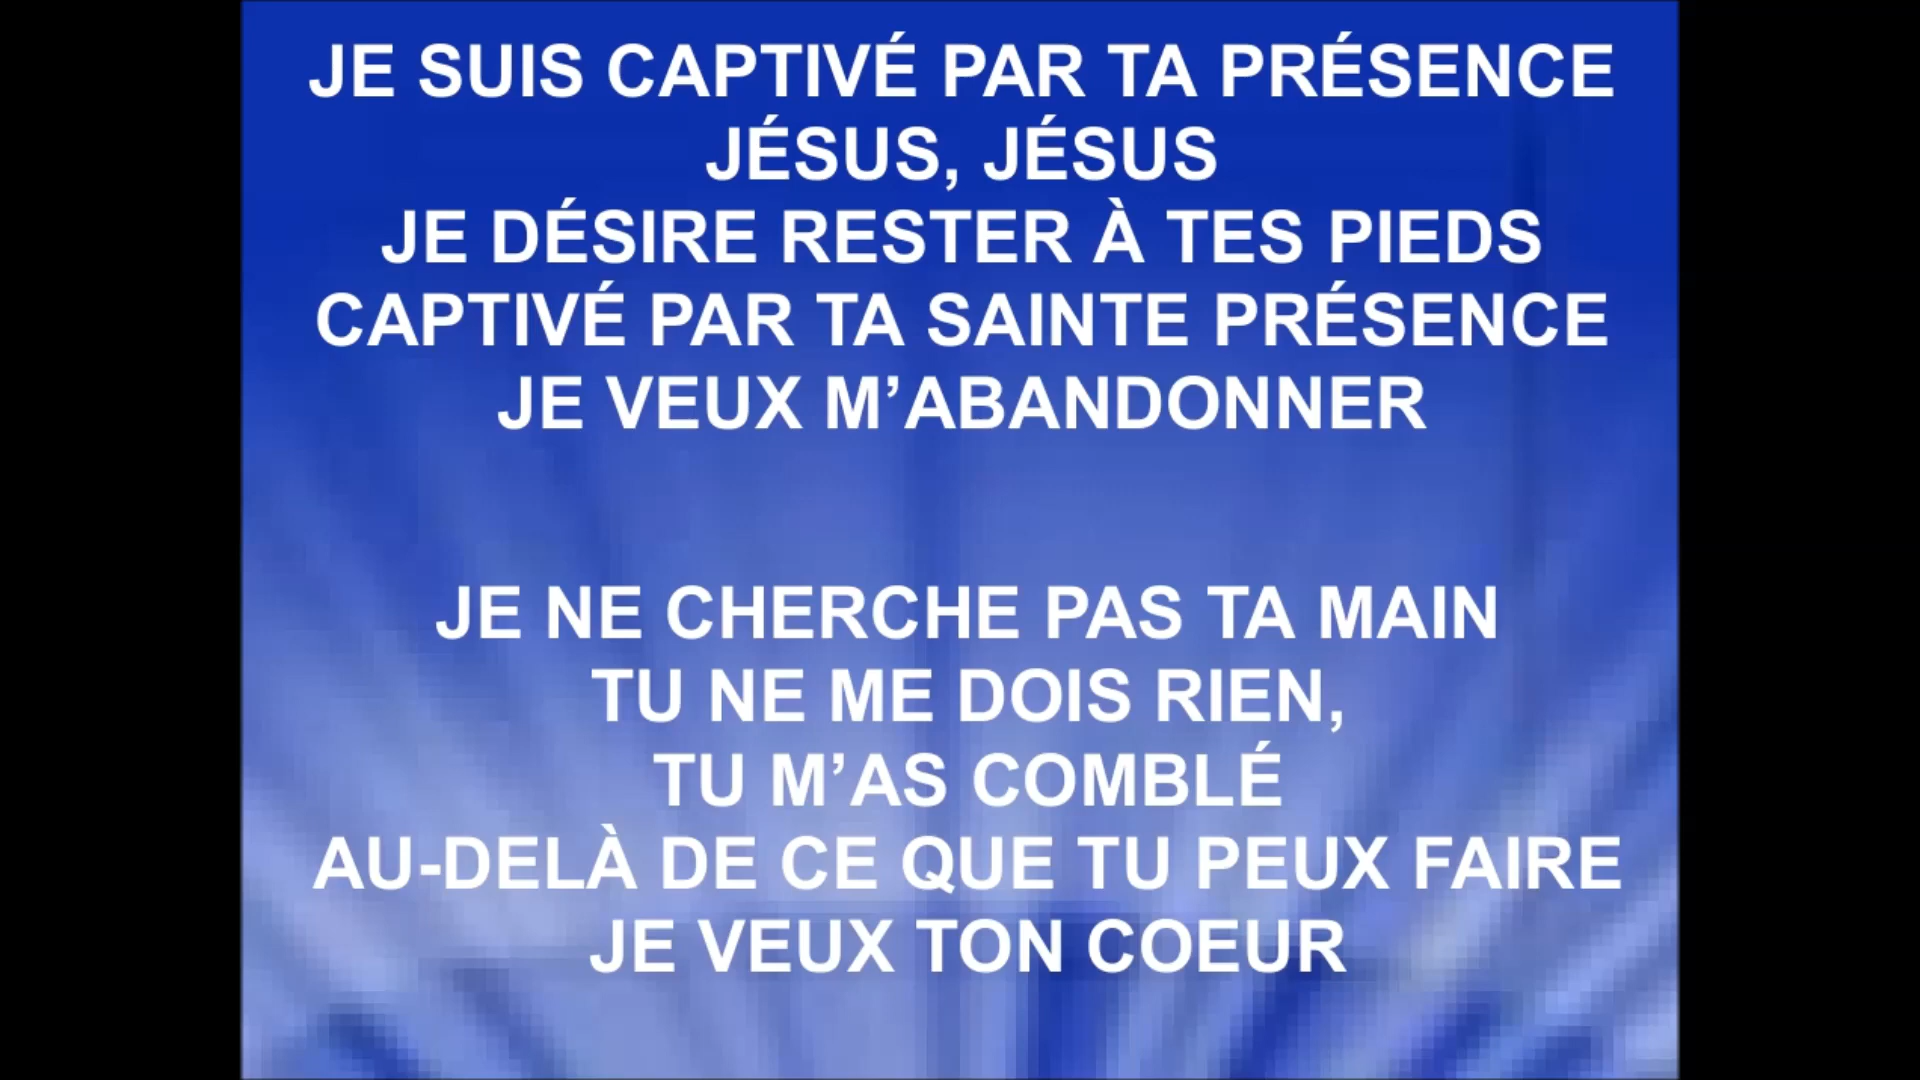 JE SUIS CAPTIVÉ PAR TA PRÉSENCE
JÉSUS, JÉSUS
JE DÉSIRE RESTER À TES PIEDS
CAPTIVÉ PAR TA SAINTE PRÉSENCE
JE VEUX M’ABANDONNER
JE NE CHERCHE PAS TA MAIN
TU NE ME DOIS RIEN,
TU M’AS COMBLÉ
AU-DELÀ DE CE QUE TU PEUX FAIRE
JE VEUX TON COEUR